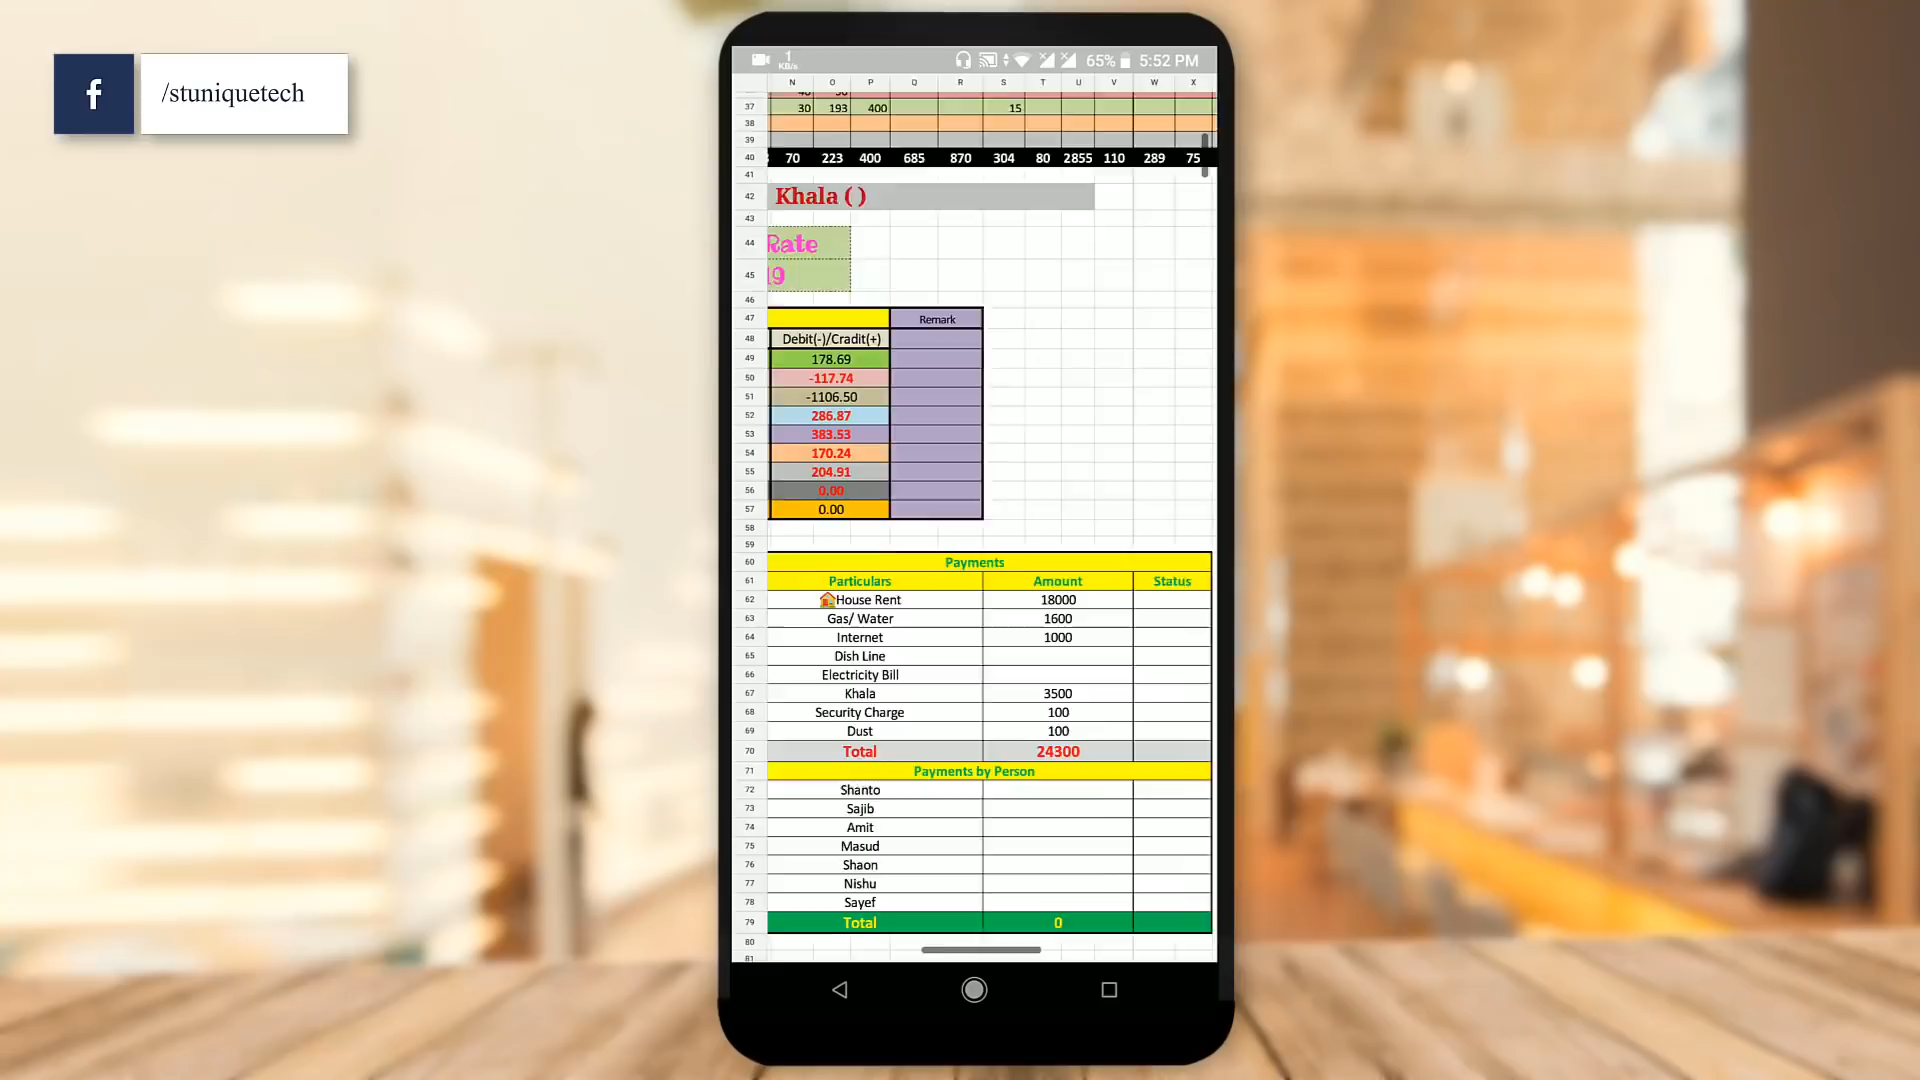 f
/stuniquetech
1
KB/s
65%
5:52 PM
N O P Q R S T U V W X
37 30 193 400 15
38
39
40 70 223 400 685 870 304 80 2855 110 289 75
41
42 Khala ( )
43
44 Rate
45 19
46
47 Remark
48 Debit(-)/Cradit(+)
49 178.69
50 -117.74
51 -1106.50
52 286.87
53 383.53
54 170.24
55 204.91
56 0.00
57 0.00
58
59
60 Payments
61 Particulars Amount Status
62 House Rent 18000
63 Gas/ Water 1600
64 Internet 1000
65 Dish Line
66 Electricity Bill
67 Khala 3500
68 Security Charge 100
69 Dust 100
70 Total 24300
71 Payments by Person
72 Shanto
73 Sajib
74 Amit
75 Masud
76 Shaon
77 Nishu
78 Sayef
79 Total 0
80
81